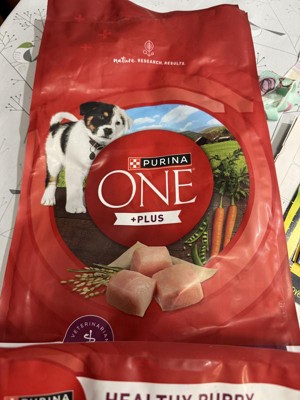 NATURE. RESEARCH. RESULTS.
PURINA
ONE
+PLUS
VETERINARIAN
PURINA
HEALTHY PUPPY